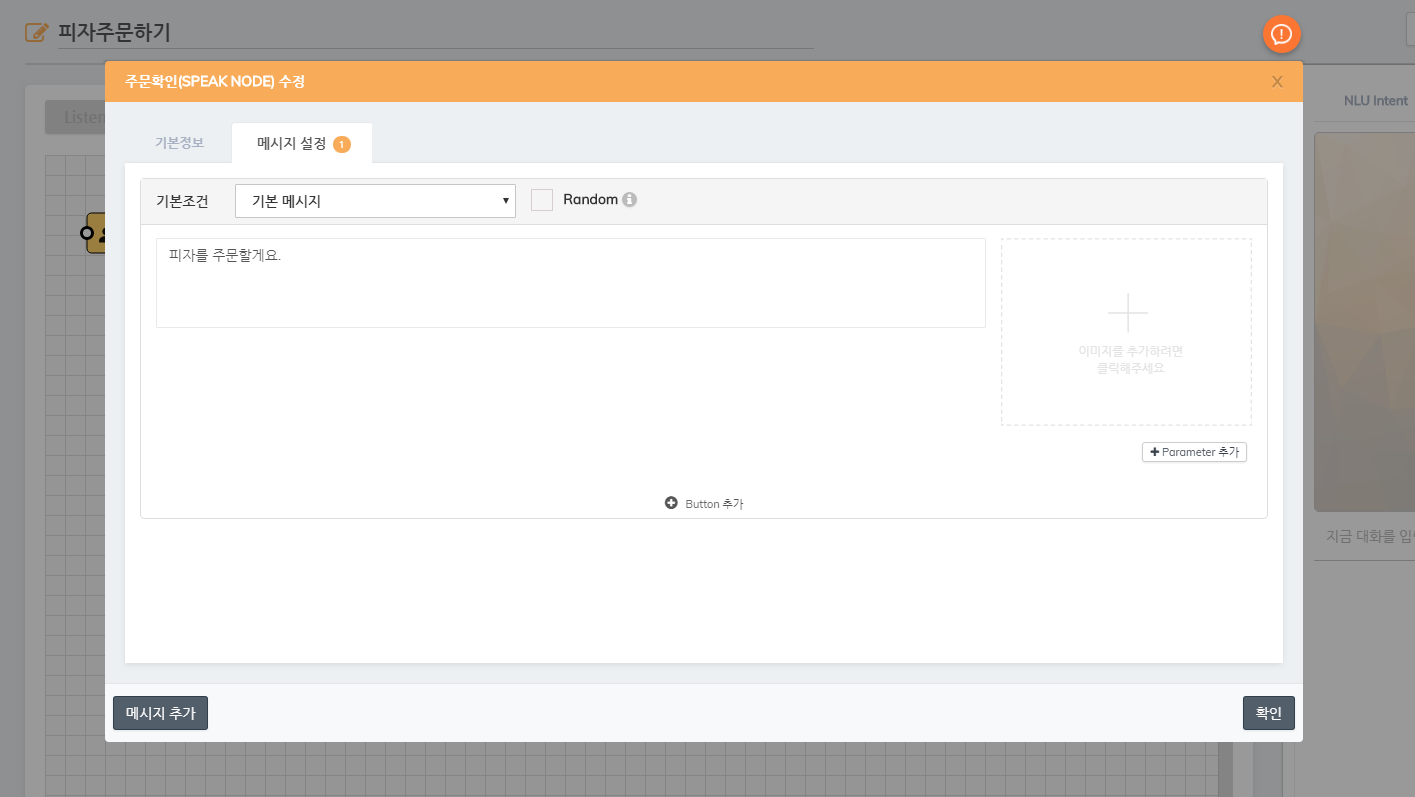 피자주문하기
주문확인(SPEAK NODE) 수정
X
Listen
NLU Intent
기본정보
메시지 설정 1
기본조건
기본 메시지
Random
피자를 주문할게요.
이미지를 추가하려면
클릭해주세요
Parameter 추가
Button 추가
지금 대화를 입
메시지 추가
확인